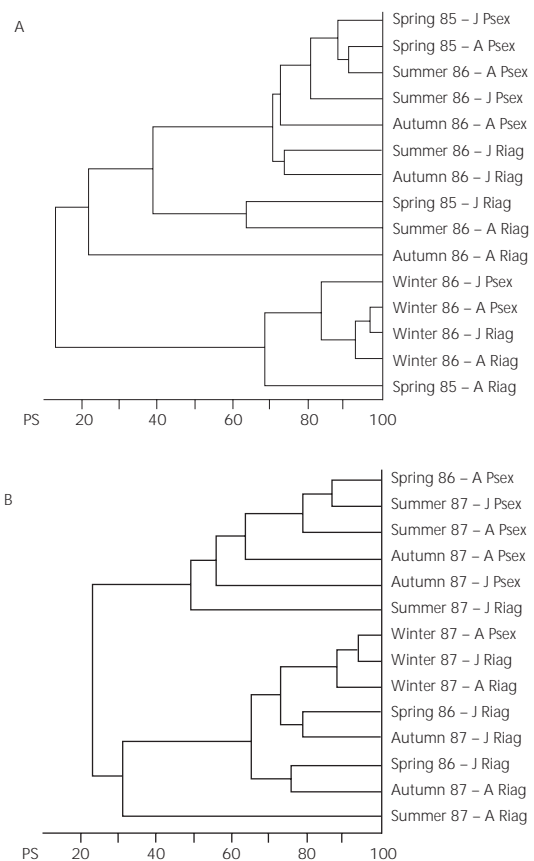 A
Spring 85 – J Psex
Spring 85 – A Psex
Summer 86 – A Psex
Summer 86 – J Psex
Autumn 86 – A Psex
Summer 86 – J Riag
Autumn 86 – J Riag
Spring 85 – J Riag
Summer 86 – A Riag
Autumn 86 – A Riag
Winter 86 – J Psex
Winter 86 – A Psex
Winter 86 – J Riag
Winter 86 – A Riag
Spring 85 – A Riag
PS 20 40 60 80 100
B
Spring 86 – A Psex
Summer 87 – J Psex
Summer 87 – A Psex
Autumn 87 – A Psex
Autumn 87 – J Psex
Summer 87 – J Riag
Winter 87 – A Psex
Winter 87 – J Riag
Winter 87 – A Riag
Spring 86 – J Riag
Autumn 87 – J Riag
Spring 86 – J Riag
Autumn 87 – A Riag
Summer 87 – A Riag
PS 20 40 60 80 100